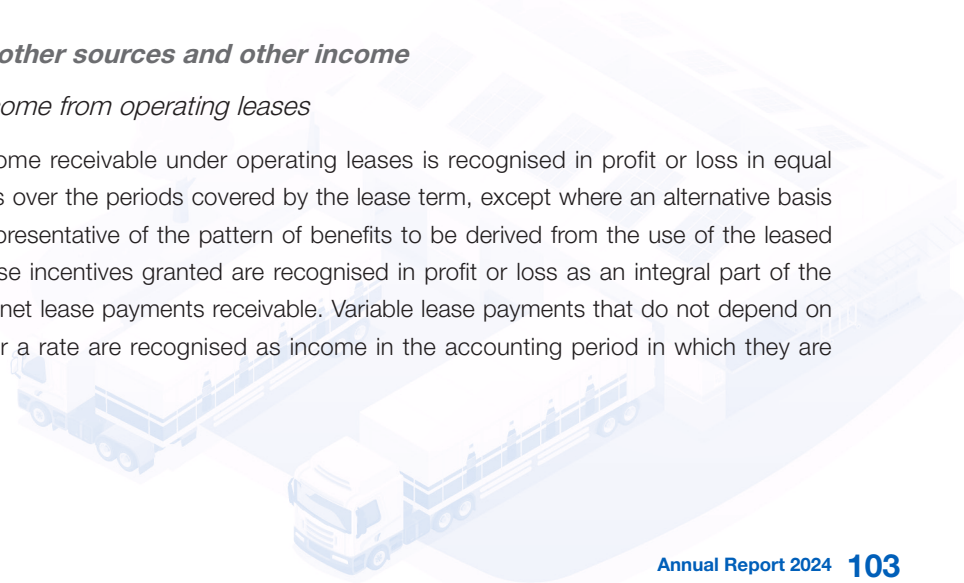 other sources and other income
ome from operating leases
ome receivable under operating leases is recognised in profit or loss in equal
s over the periods covered by the lease term, except where an alternative basis
presentative of the pattern of benefits to be derived from the use of the leased
se incentives granted are recognised in profit or loss as an integral part of the
net lease payments receivable. Variable lease payments that do not depend on
r a rate are recognised as income in the accounting period in which they are
Annual Report 2024 103